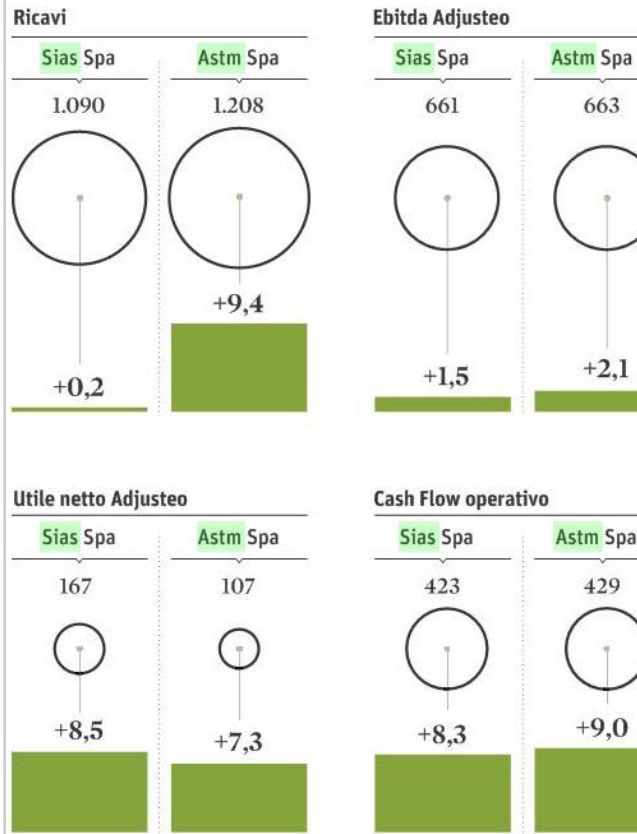 Ricavi
Sias Spa
Astm Spa
1.090
1.208
+0,2
+9,4
Ebitda Adjusteo
Sias Spa
Astm Spa
661
663
+1,5
+2,1
Utile netto Adjusteo
Sias Spa
Astm Spa
167
107
+8,5
+7,3
Cash Flow operativo
Sias Spa
Astm Spa
423
429
+8,3
+9,0